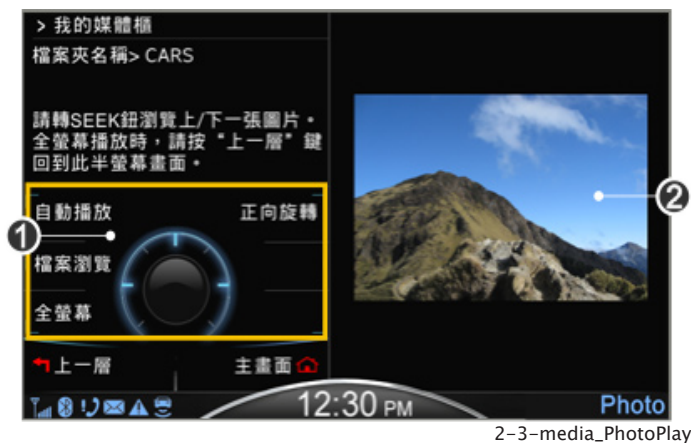 > 我的媒體櫃
檔案夾名稱> CARS
請轉SEEK鈕瀏覽上/下一張圖片。
全螢幕播放時，請按“上一層”鍵
回到此半螢幕畫面。
自動播放 正向旋轉
1
2
檔案瀏覽
全螢幕
上一層 主畫面
12:30 PM Photo
2-3-media_PhotoPlay